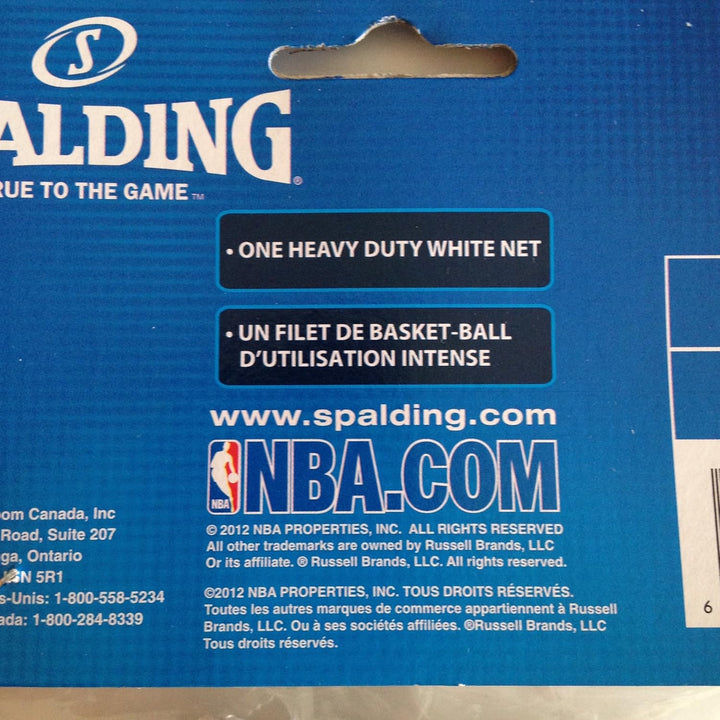 S
ALDING®
RUE TO THE GAME™
• ONE HEAVY DUTY WHITE NET
• UN FILET DE BASKET-BALL
D'UTILISATION INTENSE
www.spalding.com
NBA NBA.COM
© 2012 NBA PROPERTIES, INC. ALL RIGHTS RESERVED
All other trademarks are owned by Russell Brands, LLC
Or its affiliate. ® Russell Brands, LLC. All rights reserved.
©2012 NBA PROPERTIES, INC. TOUS DROITS RÉSERVÉS.
Toutes les autres marques de commerce appartiennent à Russell
Brands, LLC. Ou à ses sociétés affiliées. ®Russell Brands, LLC
Tous droits réservés.
om Canada, Inc
Road, Suite 207
ga, Ontario
5R1
s-Unis: 1-800-558-5234
ada: 1-800-284-8339
6